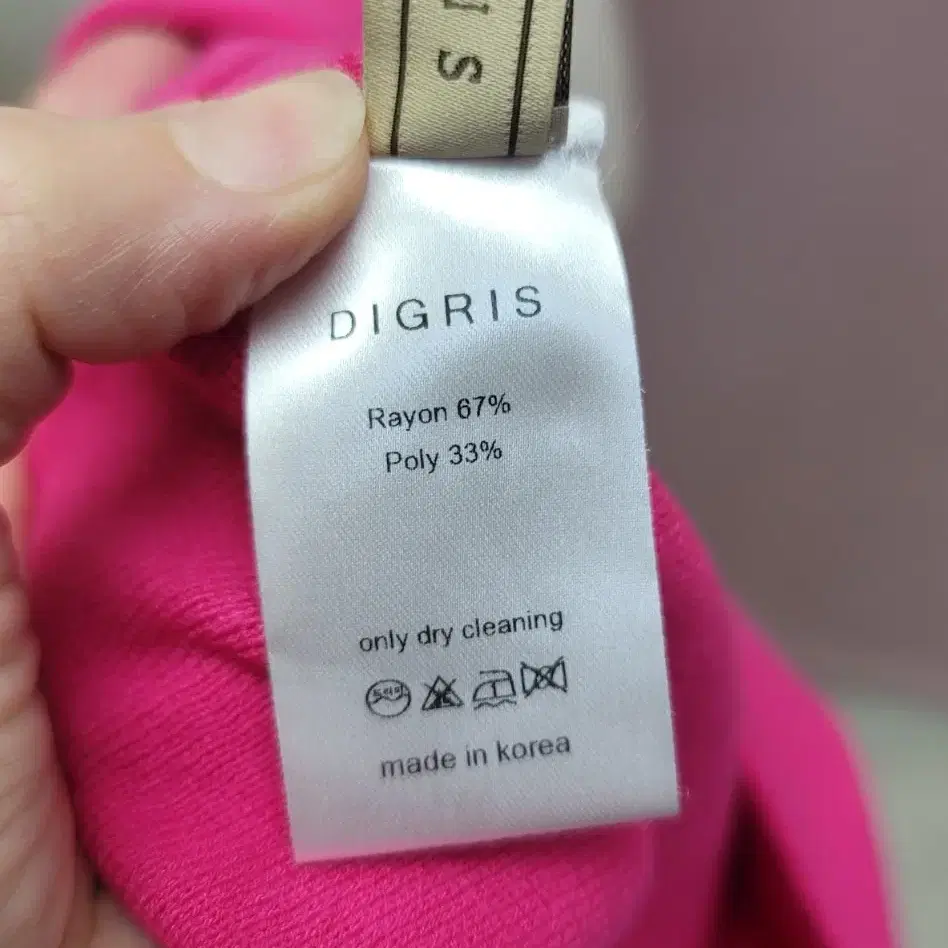 S
DIGRIS
Rayon 67%
Poly 33%
only dry cleaning
made in korea